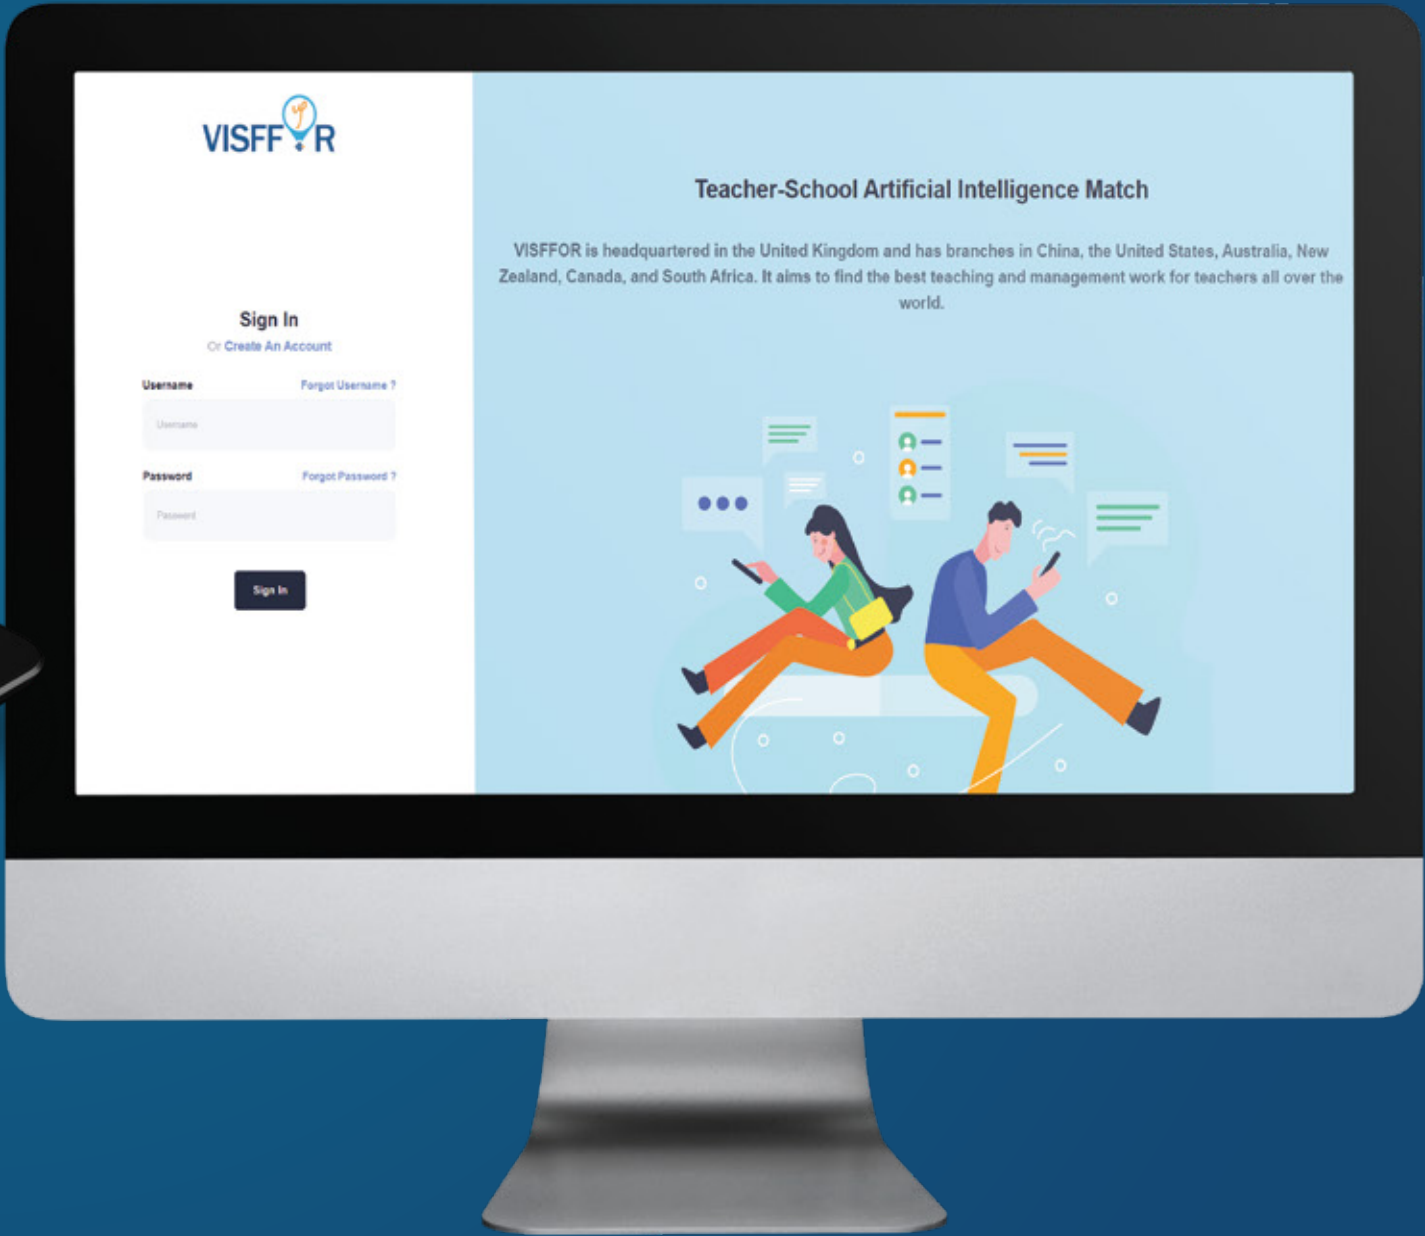 VISFFOR
Sign In
Or Create An Account
Username Forgot Username ?
Username
Password Forgot Password ?
Password
Sign In
Teacher-School Artificial Intelligence Match
VISFFOR is headquartered in the United Kingdom and has branches in China, the United States, Australia, New
Zealand, Canada, and South Africa. It aims to find the best teaching and management work for teachers all over the
world.